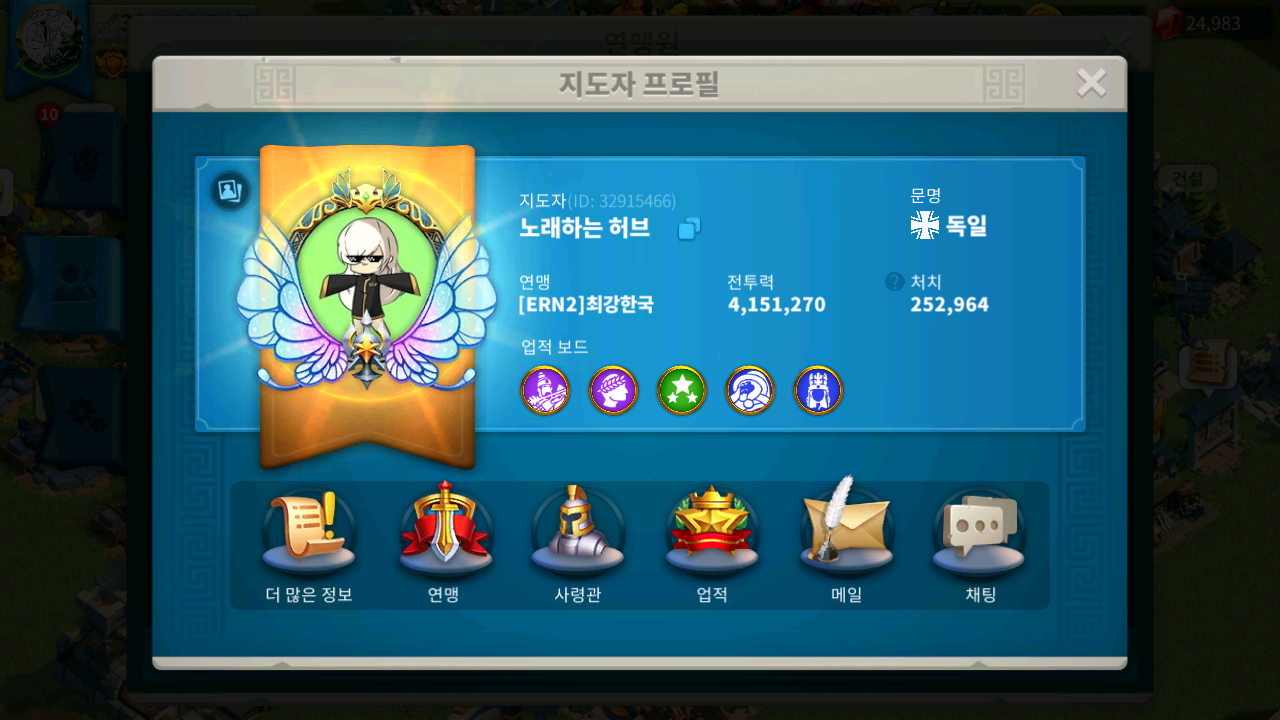 연맹원
24,983
지도자 프로필
10
건설
지도자(ID: 32915466)
노래하는 허브
문명
독일
연맹
[ERN2]최강한국
전투력
4,151,270
? 처치
252,964
업적 보드
더 많은 정보
연맹
사령관
업적
메일
채팅